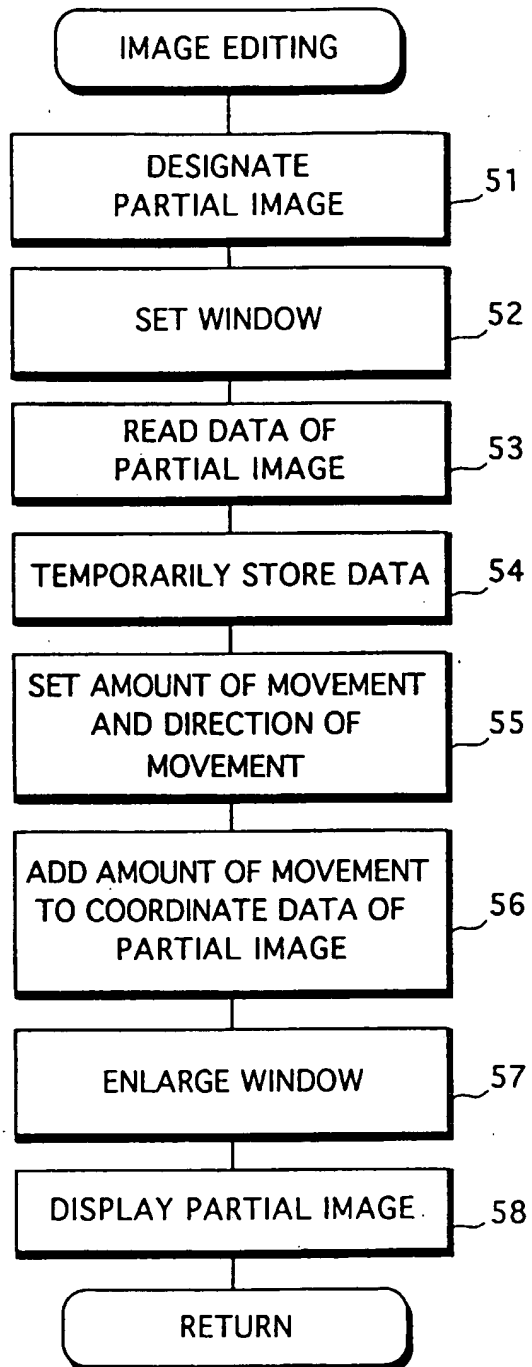 IMAGE EDITING
DESIGNATE
PARTIAL IMAGE
51
SET WINDOW
52
READ DATA OF
PARTIAL IMAGE
53
TEMPORARILY STORE DATA
54
SET AMOUNT OF MOVEMENT
AND DIRECTION OF
MOVEMENT
55
ADD AMOUNT OF MOVEMENT
TO COORDINATE DATA OF
PARTIAL IMAGE
56
ENLARGE WINDOW
57
DISPLAY PARTIAL IMAGE
58
RETURN